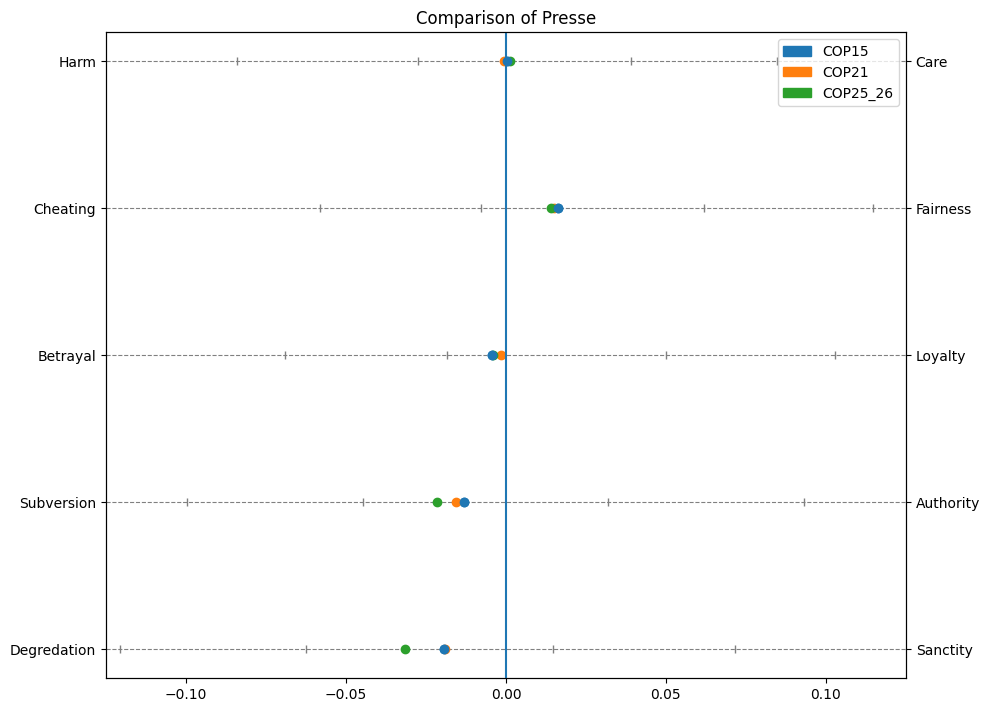 Comparison of Presse
Harm
Care
COP15
COP21
COP25_26
Cheating
Fairness
Betrayal
Loyalty
Subversion
Authority
Degredation
Sanctity
−0.10
−0.05
0.00
0.05
0.10